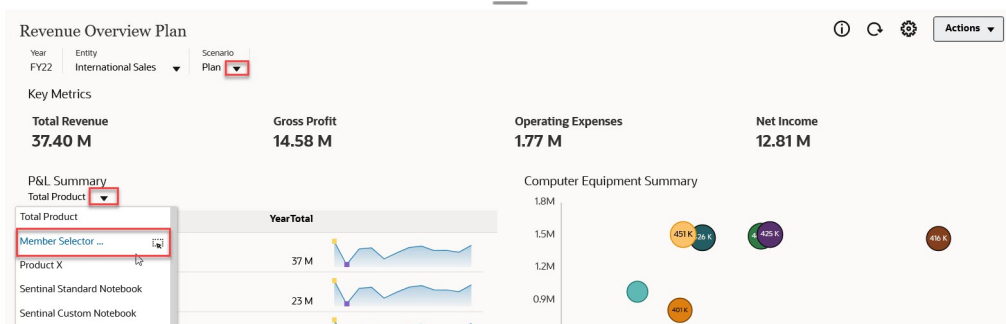 Revenue Overview Plan
Actions
Year Entity Scenario
FY22 International Sales Plan
Key Metrics
Total Revenue Gross Profit Operating Expenses Net Income
37.40 M 14.58 M 1.77 M 12.81 M
P&L Summary
Total Product
Total Product
Member Selector ...
Product X
Sentinal Standard Notebook
Sentinal Custom Notebook
YearTotal
37 M
23 M
Computer Equipment Summary
1.8M
1.5M
1.2M
0.9M
451 K
425 K
416 K
401 K